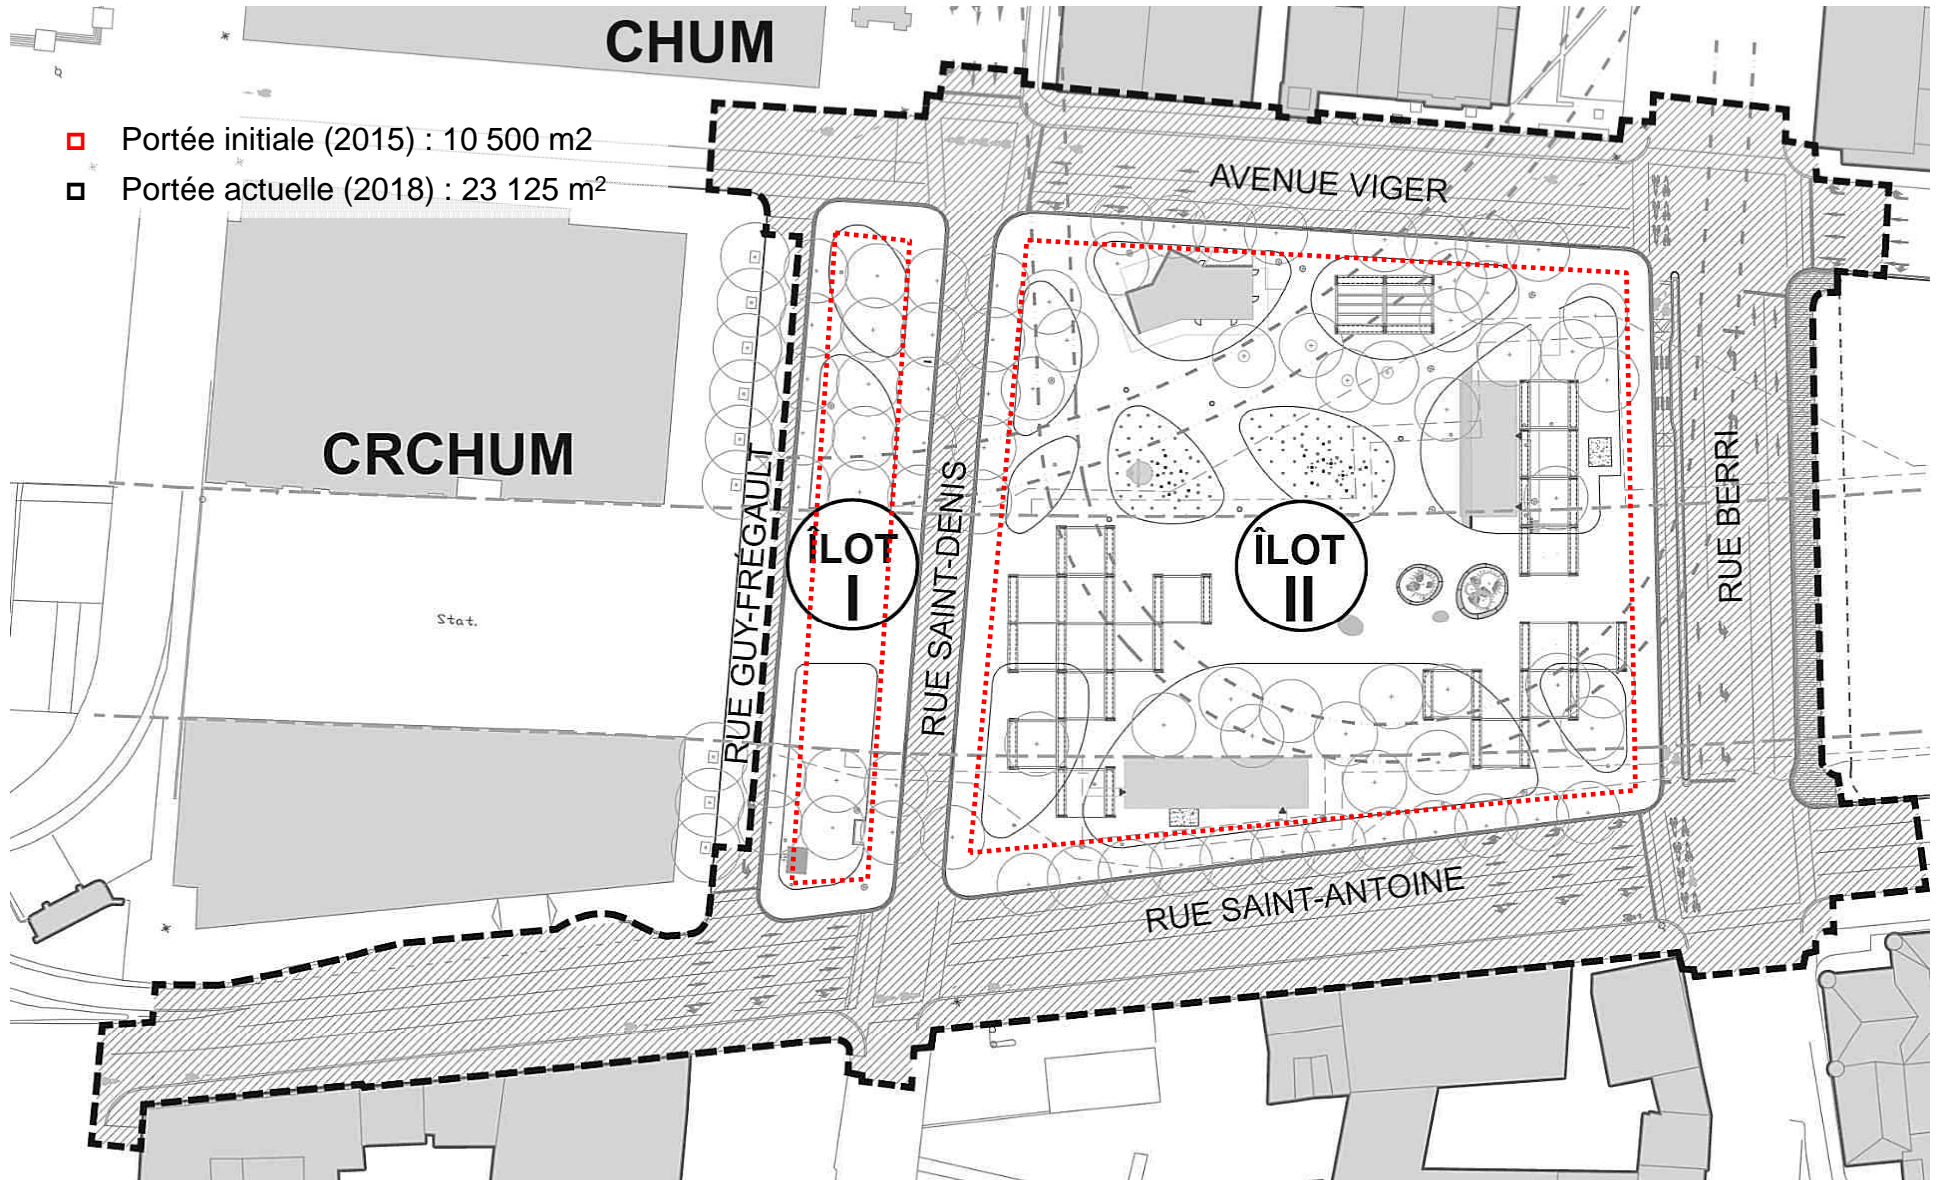 CHUM
Portée initiale (2015) : 10 500 m2
Portée actuelle (2018) : 23 125 m²
AVENUE VIGER
CRCHUM
RUE GUY-FRÉGAULT
ÎLOT
I
RUE SAINT-DENIS
ÎLOT
II
RUE BERRI
Stat.
RUE SAINT-ANTOINE